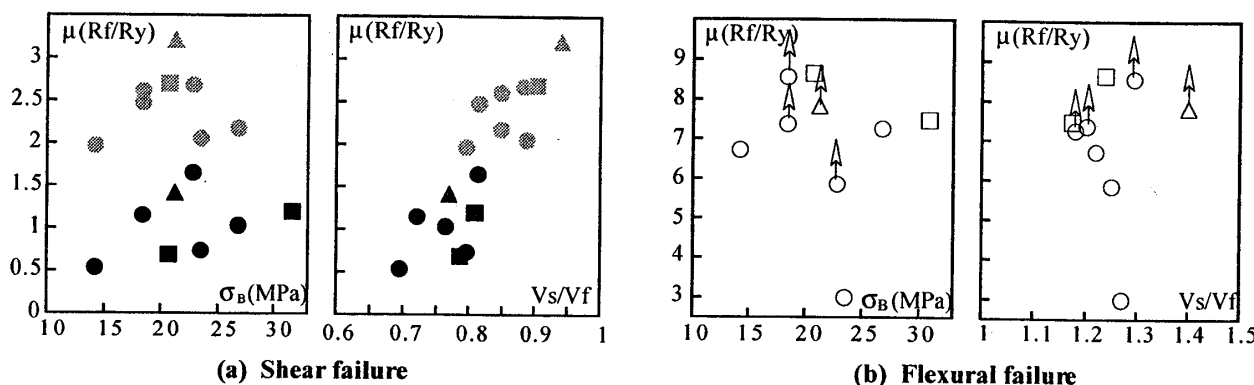 μ(Rf/Ry)
3
2.5
2
1.5
1
0.5
0
σB(MPa)
10 15 20 25 30
μ(Rf/Ry)
Vs/Vf
0.6 0.7 0.8 0.9 1
(a) Shear failure
μ(Rf/Ry)
9
8
7
6
5
4
3
σB(MPa)
10 15 20 25 30
μ(Rf/Ry)
Vs/Vf
1 1.1 1.2 1.3 1.4 1.5
(b) Flexural failure